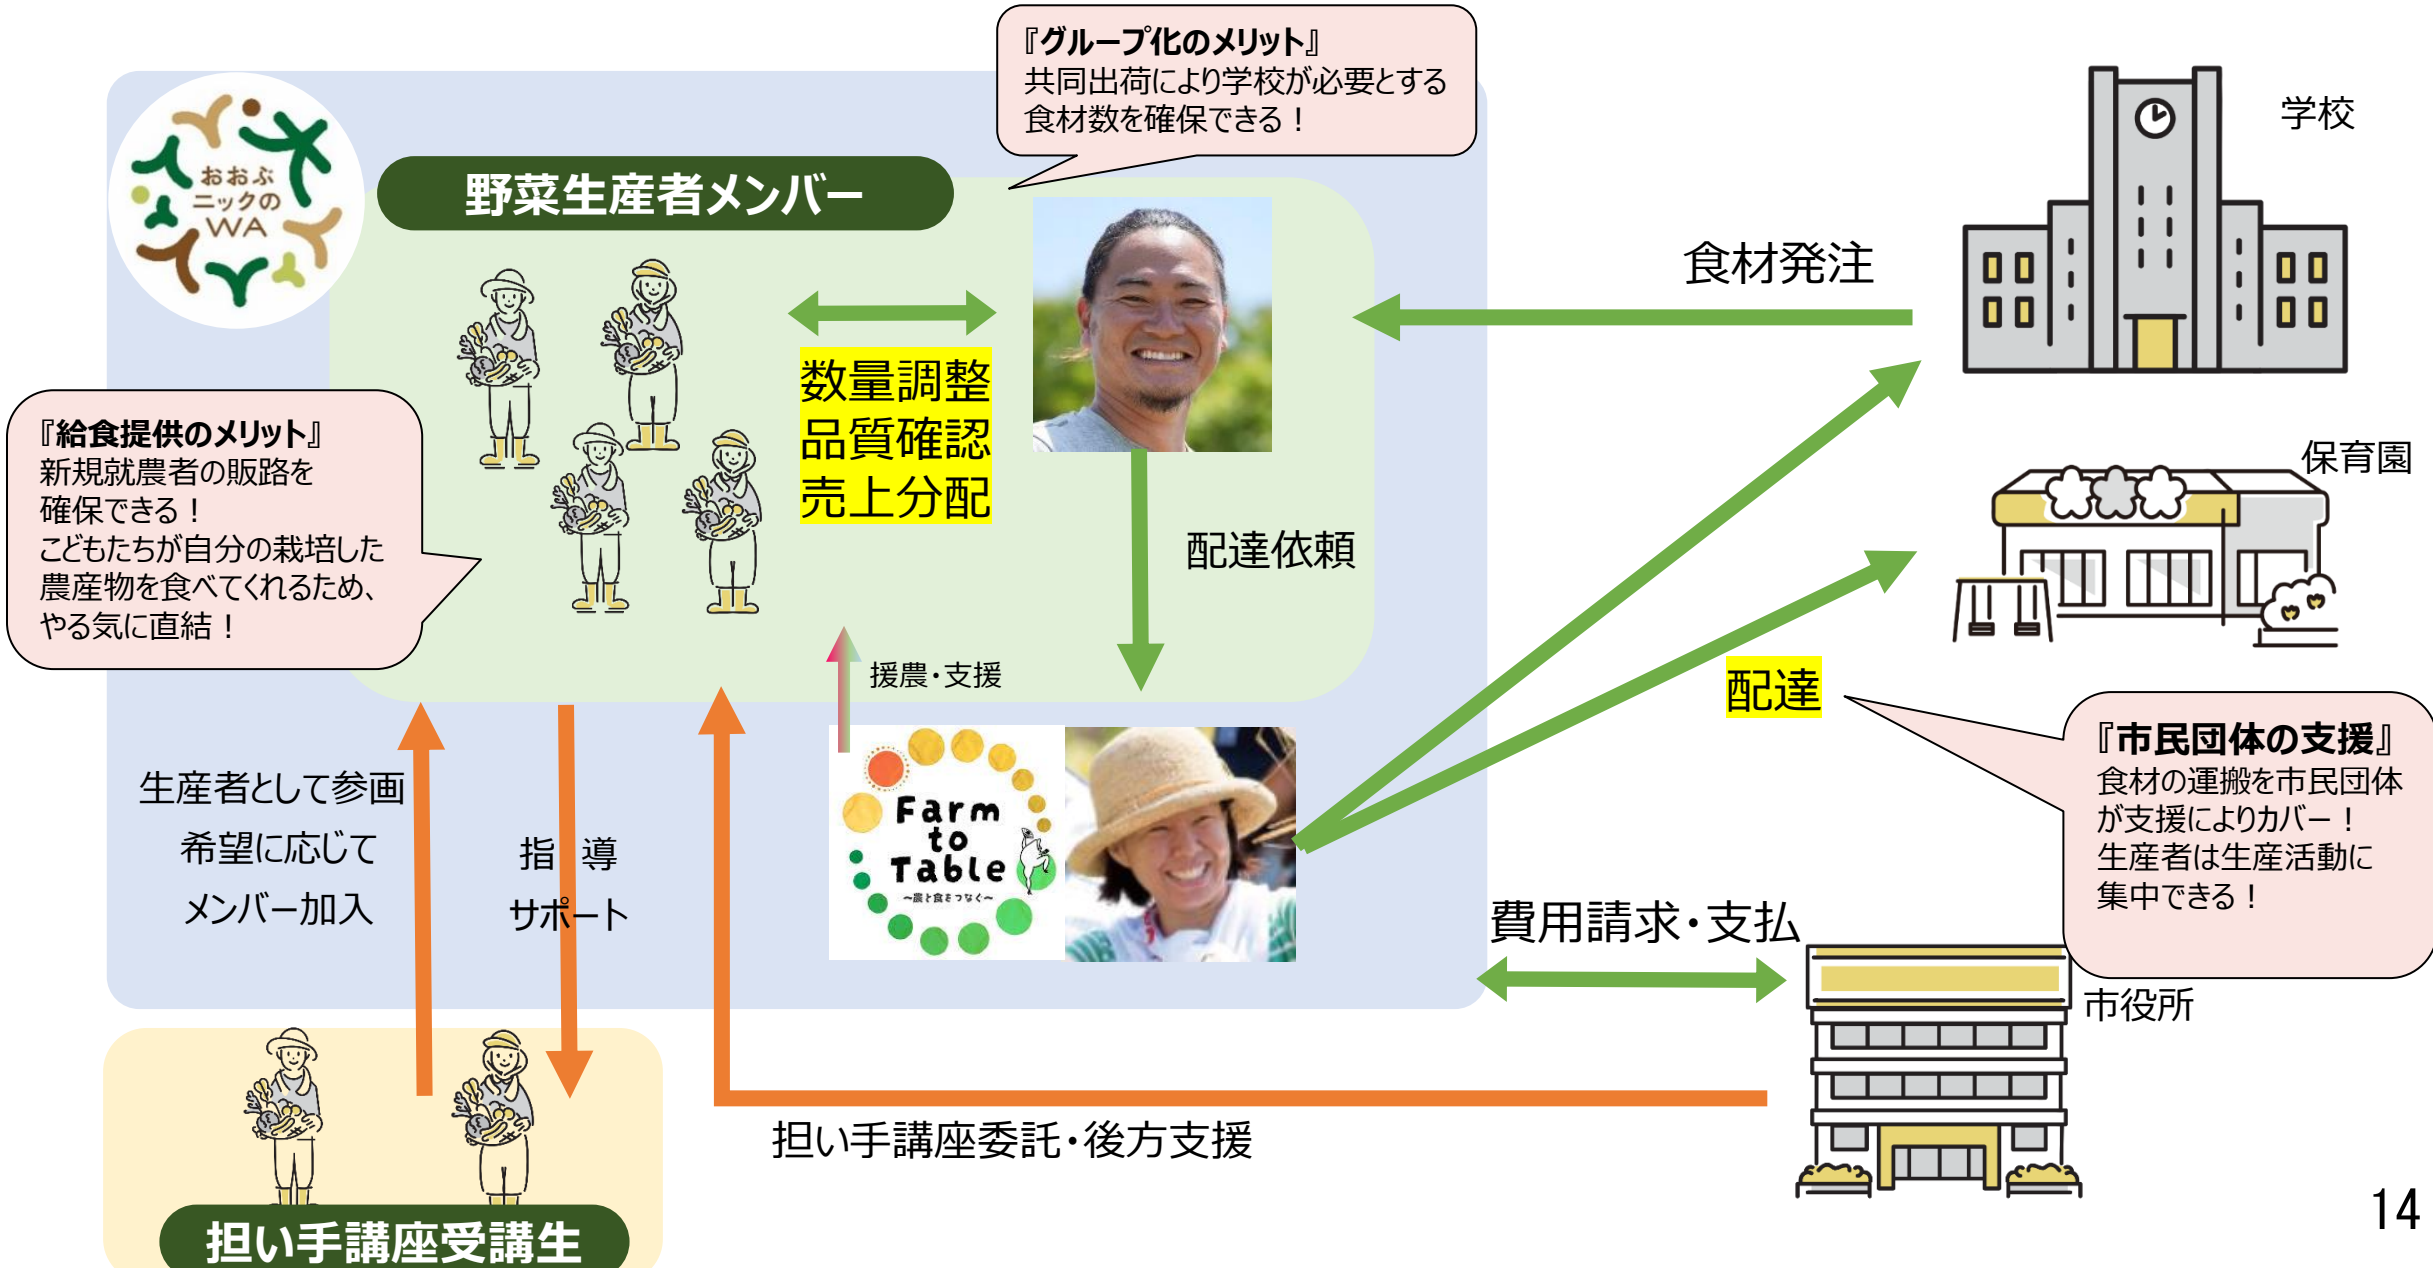 『グループ化のメリット』
共同出荷により学校が必要とする
食材数を確保できる！
おおぶ
ニックの
WA
野菜生産者メンバー
学校
食材発注
数量調整
品質確認
売上分配
『給食提供のメリット』
新規就農者の販路を
確保できる！
こどもたちが自分の栽培した
農産物を食べてくれるため、
やる気に直結！
配達依頼
保育園
援農・支援
配達
『市民団体の支援』
食材の運搬を市民団体
が支援によりカバー！
生産者は生産活動に
集中できる！
生産者として参画
希望に応じて
メンバー加入
指 導
サポート
Farm
to
Table
～農と食をつなぐ～
費用請求・支払
市役所
担い手講座委託・後方支援
担い手講座受講生
14